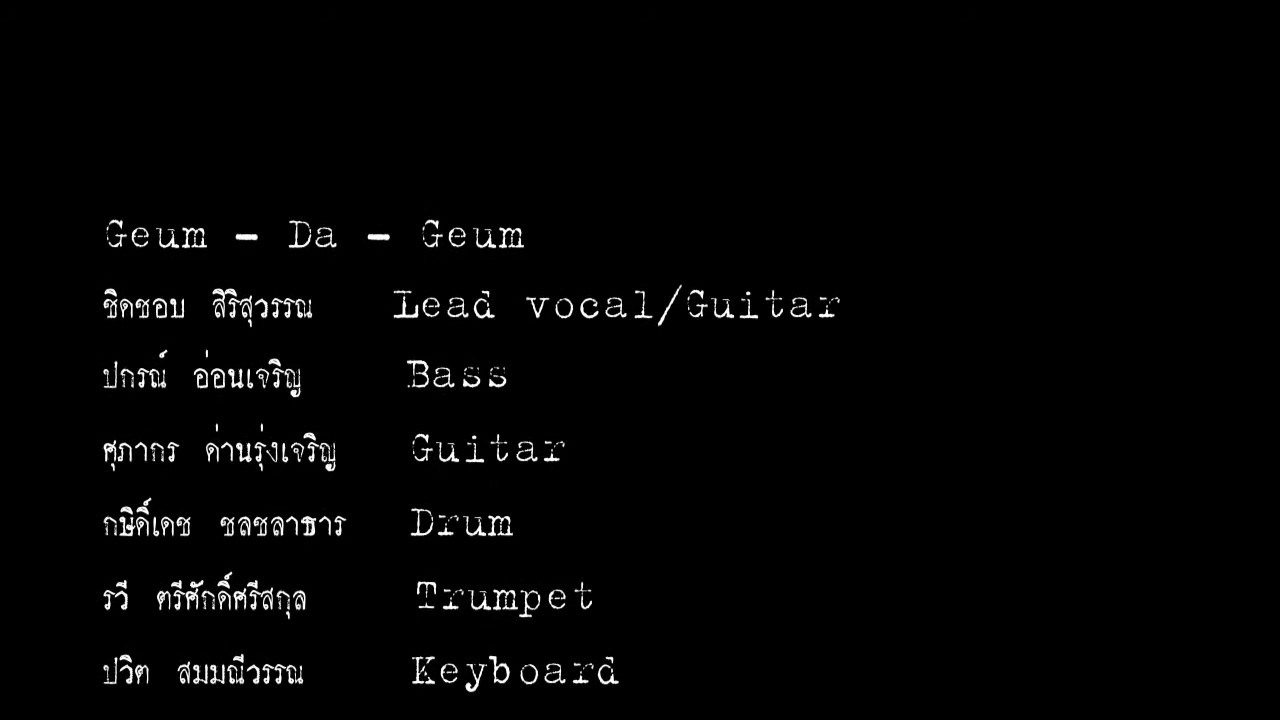 Geum - Da - Geum
ชิดชอบ สิริสุวรรณ Lead vocal/Guitar
ปกรณ์ อ่อนเจริญ Bass
ศุภากร ด่านรุ่งเจริญ Guitar
กษิดิ์เดช ชลชลาธาร Drum
รวี ตรีศักดิ์ศรีสกุล Trumpet
ปวิต สมมณีวรรณ Keyboard